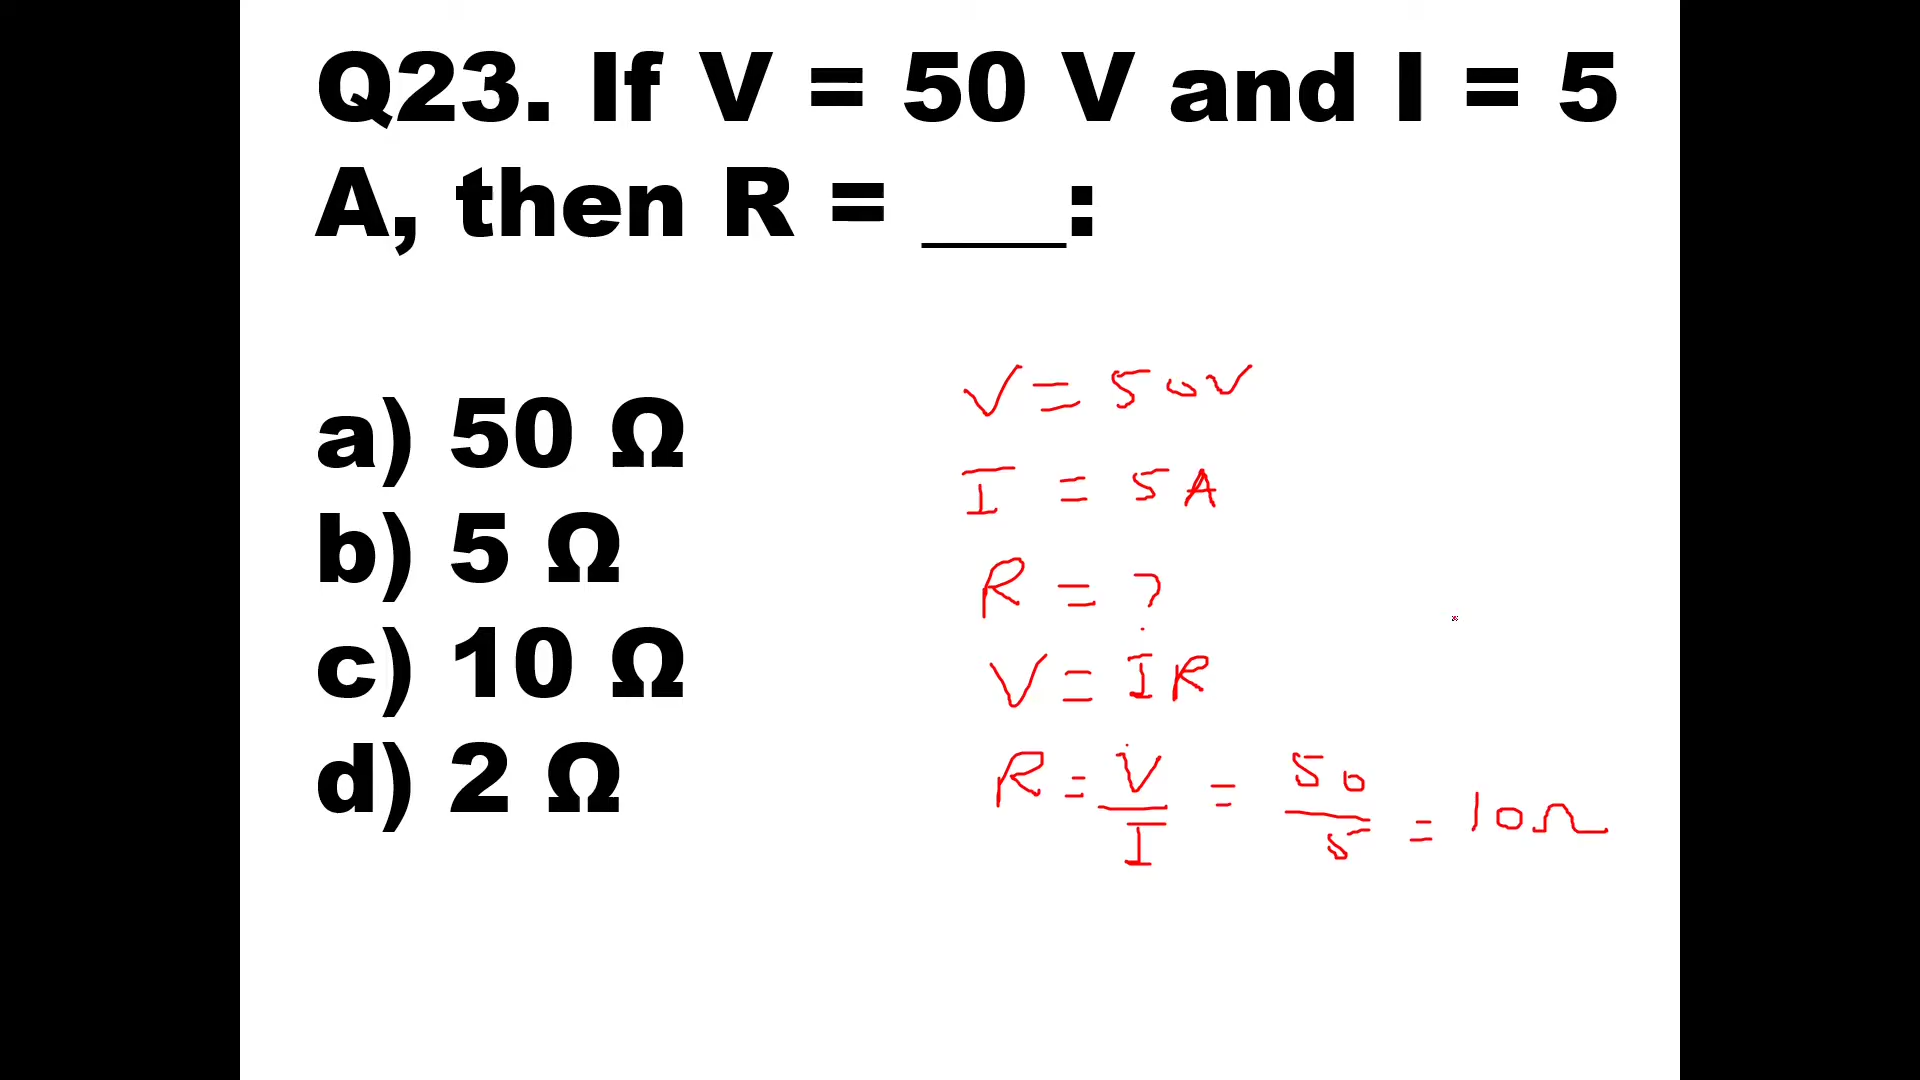 Q23. If V = 50 V and I = 5
A, then R = ___:
a) 50 Ω
b) 5 Ω
c) 10 Ω
d) 2 Ω
V = 50V
I = 5A
R = ?
V = IR
R = V/I = 50/5 = 10Ω